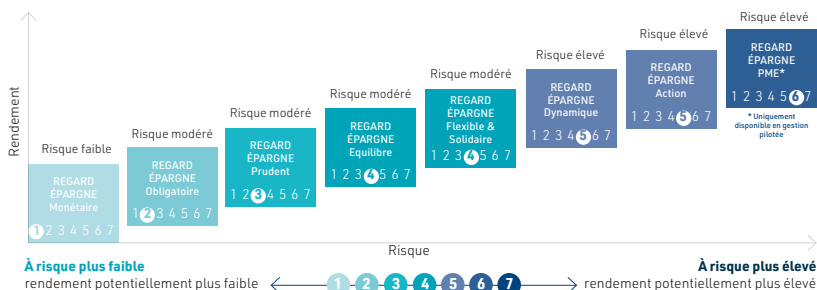 Rendement
Risque faible
REGARD
ÉPARGNE
Monétaire
1 2 3 4 5 6 7
Risque modéré
REGARD
ÉPARGNE
Obligatoire
1 2 3 4 5 6 7
Risque modéré
REGARD
ÉPARGNE
Prudent
1 2 3 4 5 6 7
Risque modéré
REGARD
ÉPARGNE
Equilibre
1 2 3 4 5 6 7
Risque modéré
REGARD
ÉPARGNE
Flexible &
Solidaire
1 2 3 4 5 6 7
Risque élevé
REGARD
ÉPARGNE
Dynamique
1 2 3 4 5 6 7
Risque élevé
REGARD
ÉPARGNE
Action
1 2 3 4 5 6 7
Risque élevé
REGARD
ÉPARGNE
PME*
1 2 3 4 5 6 7
* Uniquement
disponible en gestion
pilotée
Risque
À risque plus faible
rendement potentiellement plus faible
1 2 3 4 5 6 7
À risque plus élevé
rendement potentiellement plus élevé